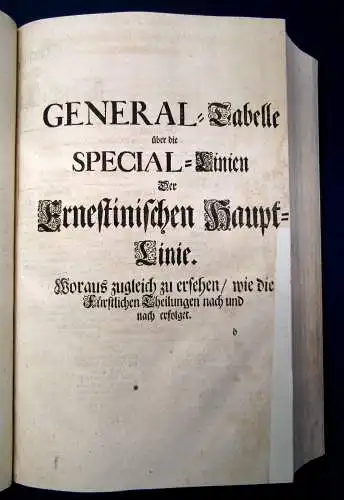 GENERAL-Tabelle
über die
SPECIAL-Linien
Der
Ernestinischen Haupt-
Linie.
Woraus zugleich zu ersehen/ wie die
Fürstlichen Theilungen nach und
nach erfolget.
b